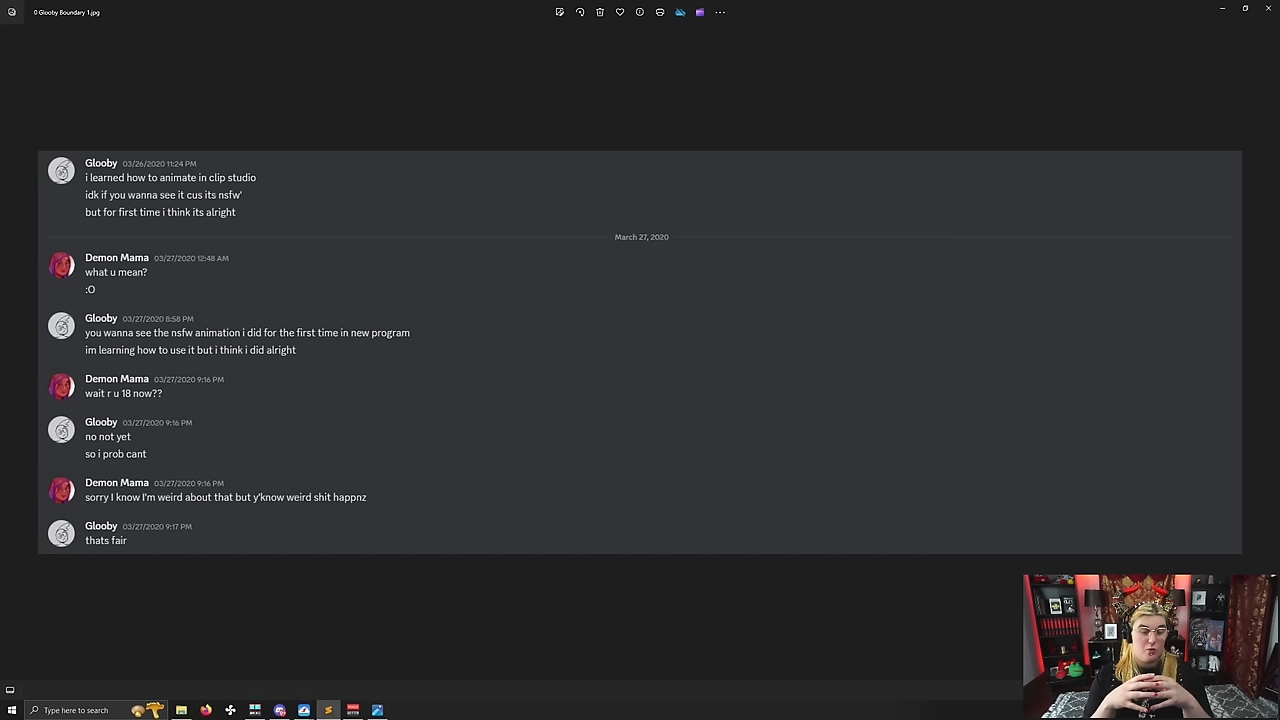 0 Glooby Boundary 1.jpg
Glooby 03/26/2020 11:24 PM
i learned how to animate in clip studio
idk if you wanna see it cus its nsfw'
but for first time i think its alright
March 27, 2020
Demon Mama 03/27/2020 12:48 AM
what u mean?
:O
Glooby 03/27/2020 8:58 PM
you wanna see the nsfw animation i did for the first time in new program
im learning how to use it but i think i did alright
Demon Mama 03/27/2020 9:16 PM
wait r u 18 now??
Glooby 03/27/2020 9:16 PM
no not yet
so i prob cant
Demon Mama 03/27/2020 9:16 PM
sorry I know I'm weird about that but y'know weird shit happnz
Glooby 03/27/2020 9:17 PM
thats fair
Type here to search